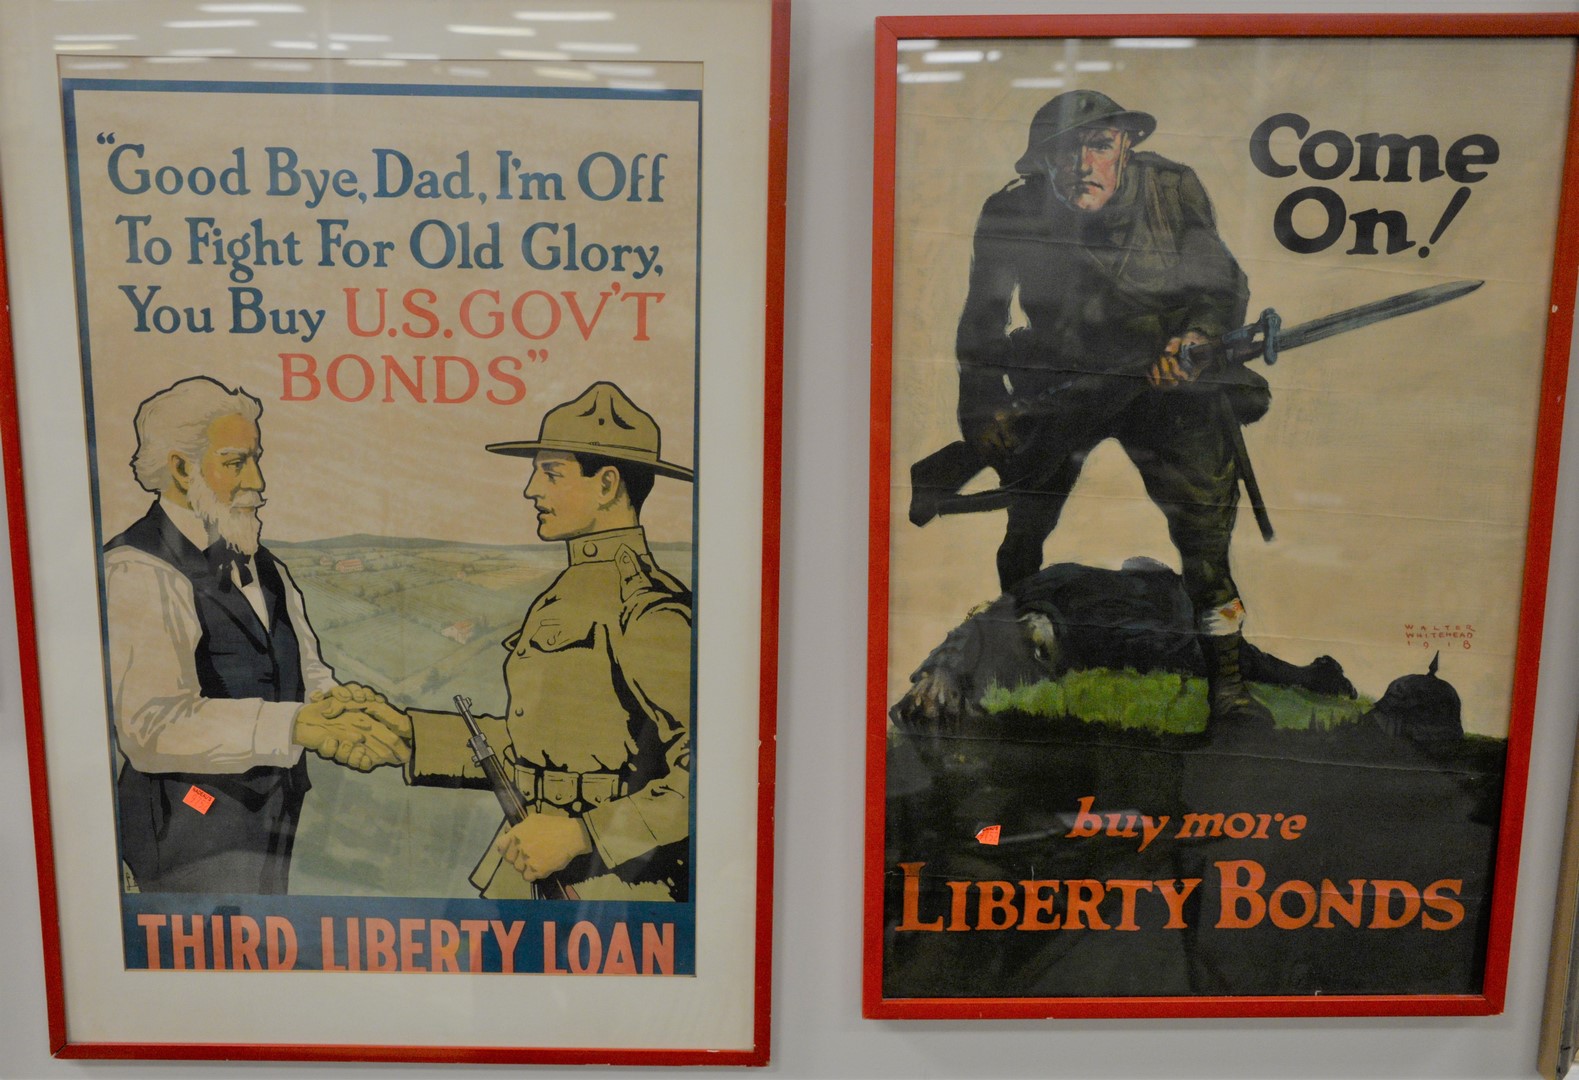 “Good Bye, Dad, I'm Off
To Fight For Old Glory,
You Buy U.S. GOV'T
BONDS”
THIRD LIBERTY LOAN
Come
On!
WALTER
WHITEHEAD
1918
buy more
LIBERTY BONDS